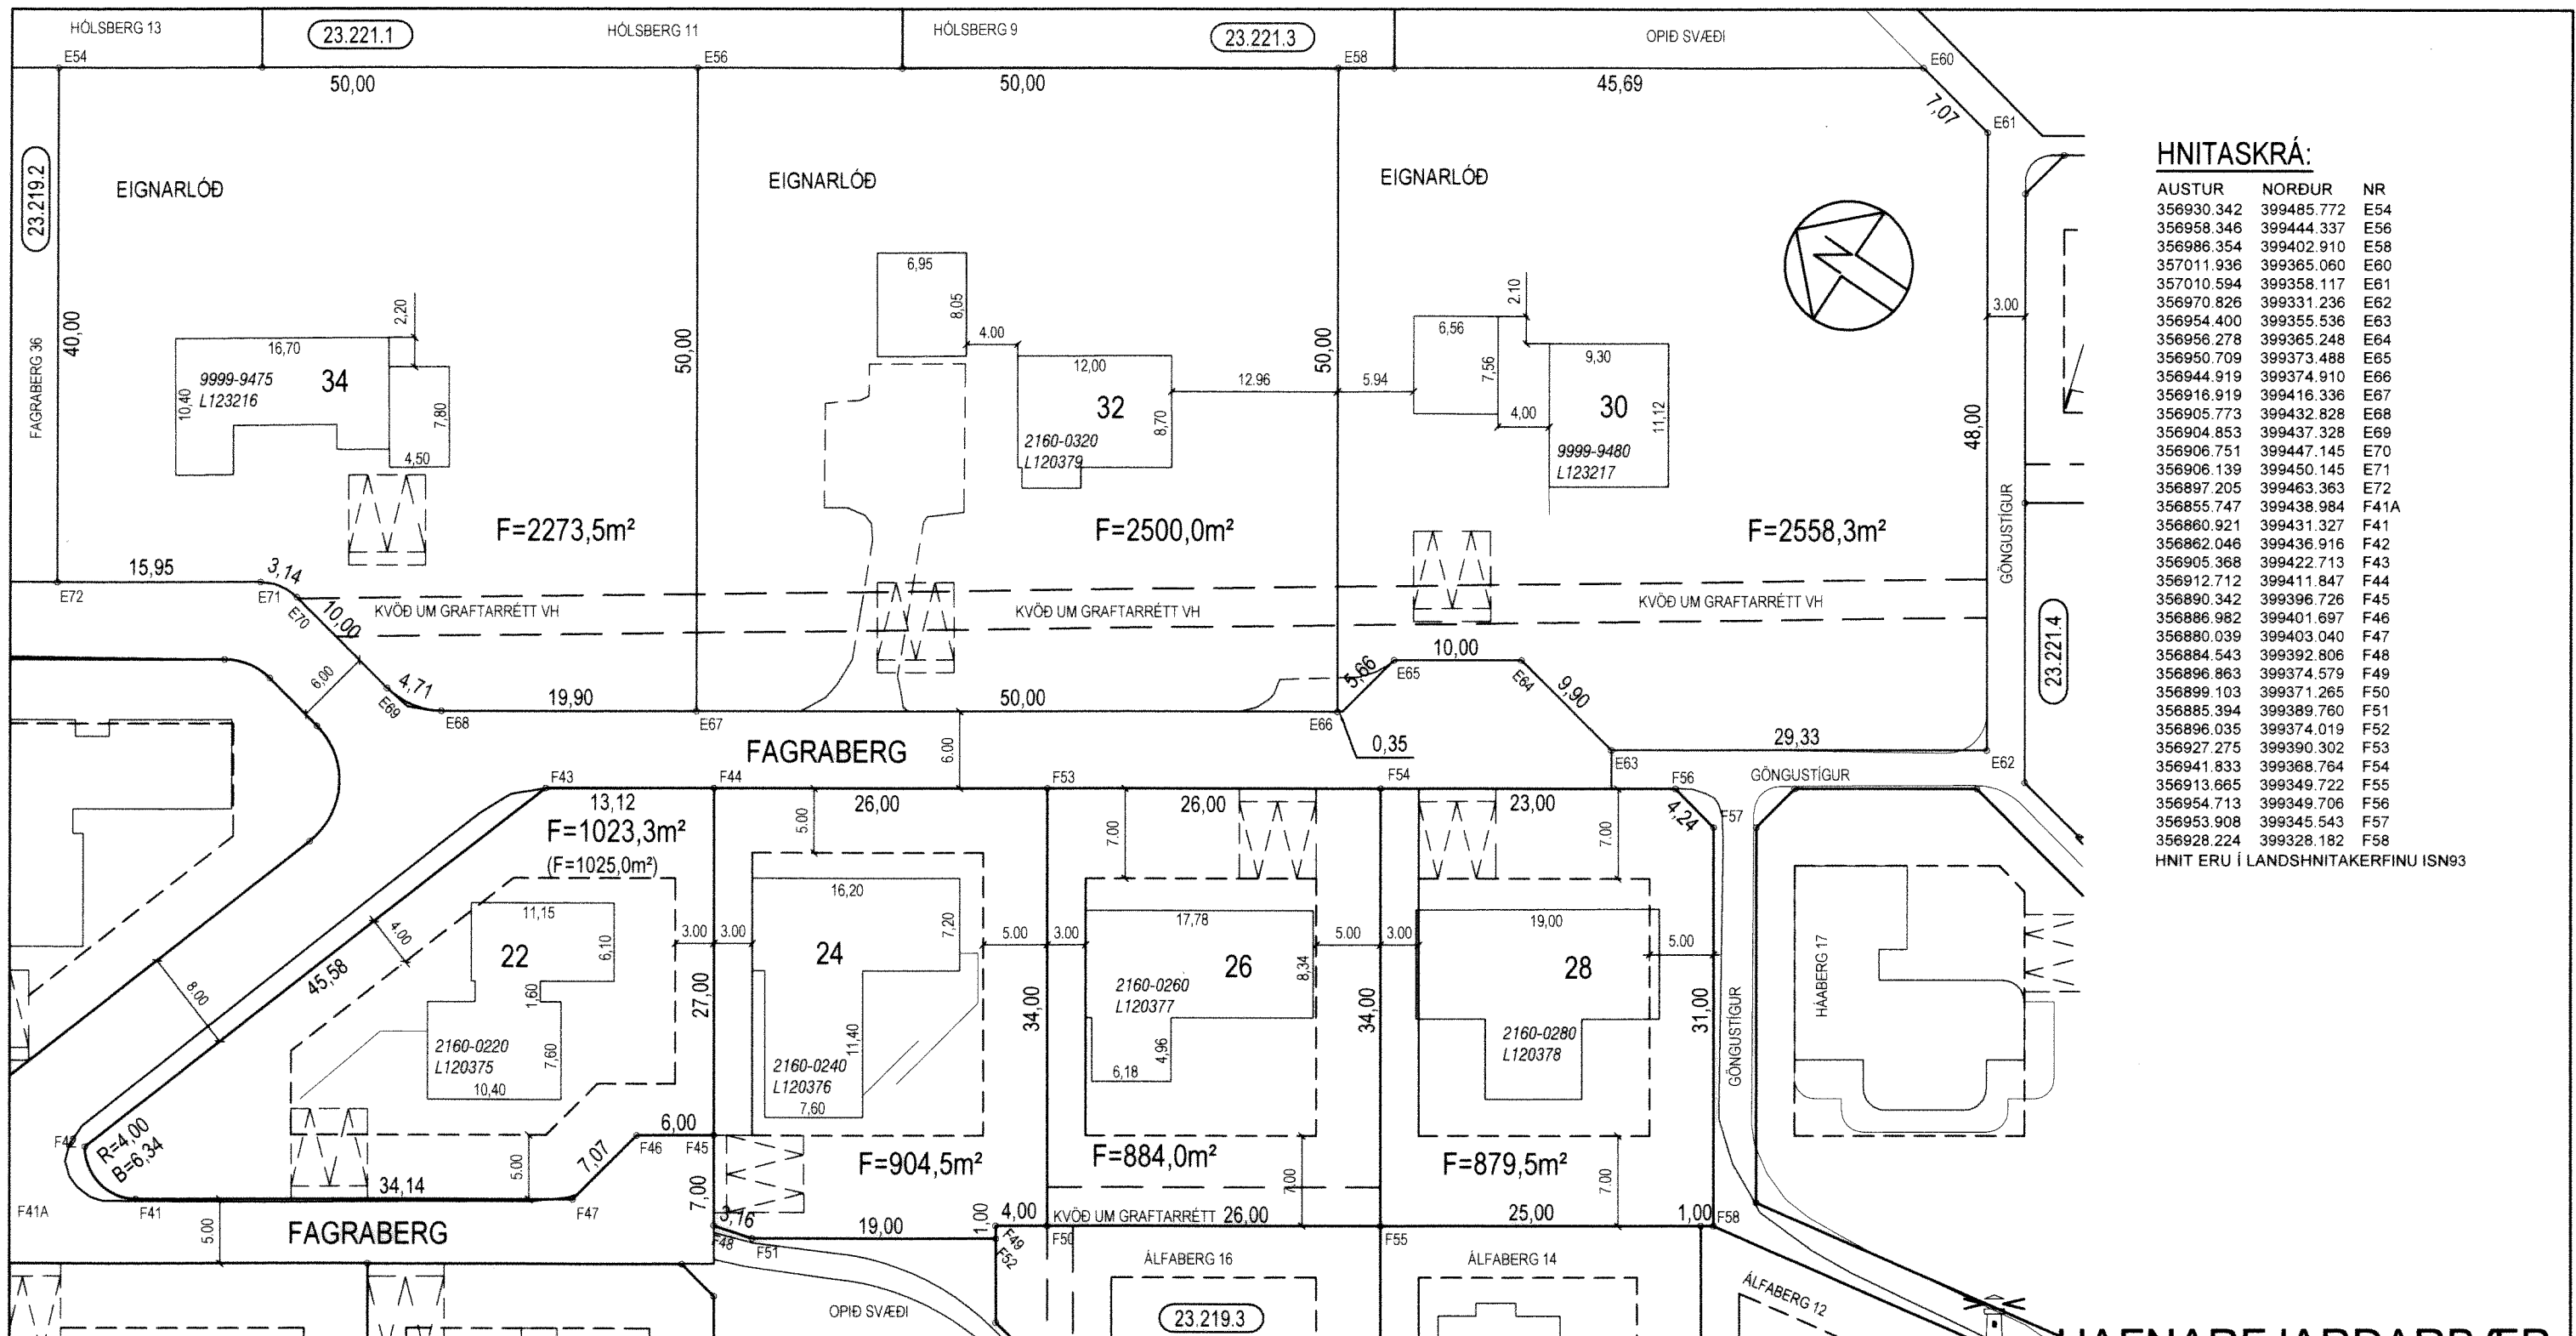 HÓLSBERG 13
23.221.1
HÓLSBERG 11
HÓLSBERG 9
23.221.3
OPIÐ SVÆÐI
E54
E56
E58
E60
50,00
50,00
45,69
7,07
E61
23.219.2
FAGRABERG 36
40,00
EIGNARLÓÐ
EIGNARLÓÐ
EIGNARLÓÐ
2,20
16,70
10,40
9999-9475
L123216
34
7,80
4,50
50,00
6,95
8,05
4.00
12,00
32
2160-0320
L120379
8,70
12.96
50,00
5.94
2.10
6,56
7,56
4,00
9,30
30
11,12
9999-9480
L123217
48,00
3.00
GÖNGUSTÍGUR
F=2273,5m²
F=2500,0m²
F=2558,3m²
15,95
3,14
E72
E71
E70
10,00
KVÖÐ UM GRAFTARRÉTT VH
KVÖÐ UM GRAFTARRÉTT VH
KVÖÐ UM GRAFTARRÉTT VH
6,00
4,71
E69
E68
19,90
E67
50,00
E66
5,66
E65
10,00
E64
9,90
0,35
29,33
E63
E62
23.221.4
FAGRABERG
6.00
GÖNGUSTÍGUR
F43
F44
F53
F54
F56
13,12
26,00
26,00
23,00
4,24
F57
F=1023,3m²
(F=1025,0m²)
5.00
7.00
7.00
11,15
22
6,10
1,60
7,60
2160-0220
L120375
10,40
4.00
45,58
8.00
3.00
3.00
27,00
16,20
24
7,20
2160-0240
L120376
11,40
7,60
5.00
3.00
34,00
17,78
26
2160-0260
L120377
8,34
4,96
6,18
5.00
3.00
34,00
19,00
28
2160-0280
L120378
5.00
31,00
GÖNGUSTÍGUR
HÁABERG 17
F42
R=4,00
B=6,34
6,00
F46
F45
7,07
5.00
7,00
34,14
F41A
F41
F47
F=904,5m²
F=884,0m²
F=879,5m²
7.00
7.00
FAGRABERG
5.00
3,16
F48
F51
19,00
1,00
4,00
F49
F52
F50
KVÖÐ UM GRAFTARRÉTT
26,00
F55
25,00
1,00
F58
OPIÐ SVÆÐI
ÁLFABERG 16
ÁLFABERG 14
ÁLFABERG 12
23.219.3
HNITASKRÁ:
AUSTUR NORÐUR NR
356930.342 399485.772 E54
356958.346 399444.337 E56
356986.354 399402.910 E58
357011.936 399365.060 E60
357010.594 399358.117 E61
356970.826 399331.236 E62
356954.400 399355.536 E63
356956.278 399365.248 E64
356950.709 399373.488 E65
356944.919 399374.910 E66
356916.919 399416.336 E67
356905.773 399432.828 E68
356904.853 399437.328 E69
356906.751 399447.145 E70
356906.139 399450.145 E71
356897.205 399463.363 E72
356855.747 399438.984 F41A
356860.921 399431.327 F41
356862.046 399436.916 F42
356905.368 399422.713 F43
356912.712 399411.847 F44
356890.342 399396.726 F45
356886.982 399401.697 F46
356880.039 399403.040 F47
356884.543 399392.806 F48
356896.863 399374.579 F49
356899.103 399371.265 F50
356885.394 399389.760 F51
356896.035 399374.019 F52
356927.275 399390.302 F53
356941.833 399368.764 F54
356913.665 399349.722 F55
356954.713 399349.706 F56
356953.908 399345.543 F57
356928.224 399328.182 F58
HNIT ERU Í LANDSHNITAKERFINU ISN93